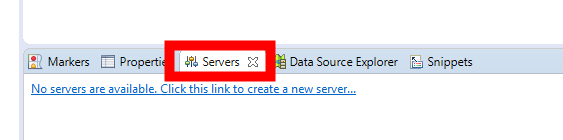 Markers Propertie Servers Data Source Explorer Snippets
No servers are available. Click this link to create a new server...